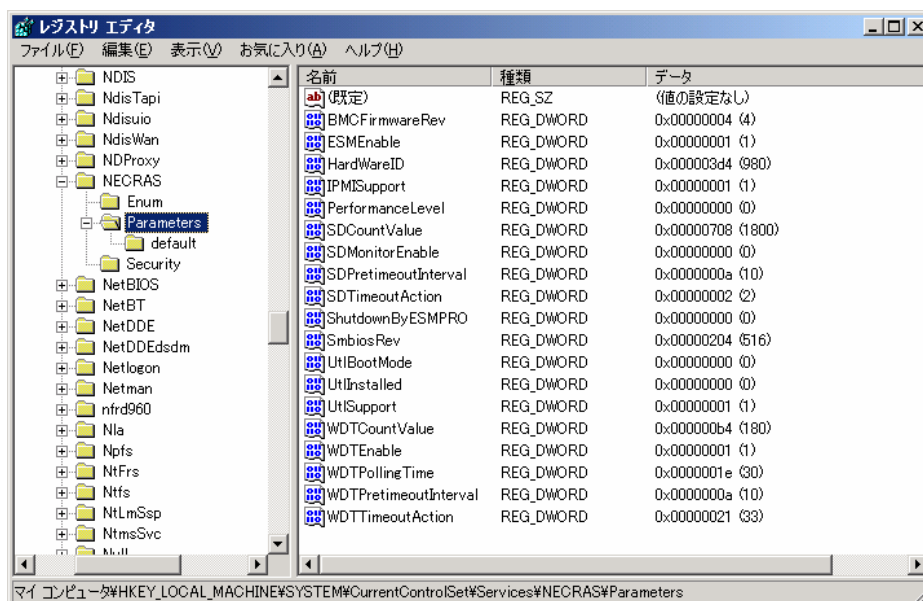 レジストリ エディタ
ファイル(F) 編集(E) 表示(V) お気に入り(A) ヘルプ(H)
NDIS
NdisTapi
Ndisuio
NdisWan
NDProxy
NECRAS
Enum
Parameters
default
Security
NetBIOS
NetBT
NetDDE
NetDDEdsdm
Netlogon
Netman
nfrd960
Nla
Npfs
NtFrs
Ntfs
NtLmSsp
NtmsSvc
Null
名前 種類 データ
(既定) REG_SZ (値の設定なし)
BMCFirmwareRev REG_DWORD 0x00000004 (4)
ESMEnable REG_DWORD 0x00000001 (1)
HardWareID REG_DWORD 0x000003d4 (980)
IPMISupport REG_DWORD 0x00000001 (1)
PerformanceLevel REG_DWORD 0x00000000 (0)
SDCountValue REG_DWORD 0x00000708 (1800)
SDMonitorEnable REG_DWORD 0x00000000 (0)
SDPretimeoutInterval REG_DWORD 0x0000000a (10)
SDTimeoutAction REG_DWORD 0x00000002 (2)
ShutdownByESMPRO REG_DWORD 0x00000000 (0)
SmbiosRev REG_DWORD 0x00000204 (516)
UtlBootMode REG_DWORD 0x00000000 (0)
UtlInstalled REG_DWORD 0x00000000 (0)
UtlSupport REG_DWORD 0x00000001 (1)
WDTCountValue REG_DWORD 0x000000b4 (180)
WDTEnable REG_DWORD 0x00000001 (1)
WDTPollingTime REG_DWORD 0x0000001e (30)
WDTPretimeoutInterval REG_DWORD 0x0000000a (10)
WDTTimeoutAction REG_DWORD 0x00000021 (33)
マイ コンピュータ¥HKEY_LOCAL_MACHINE¥SYSTEM¥CurrentControlSet¥Services¥NECRAS¥Parameters